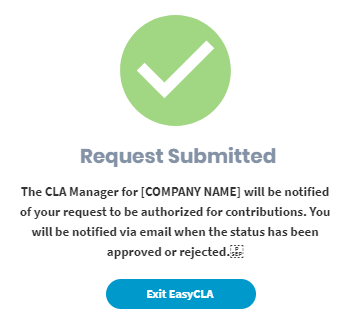 Request Submitted
The CLA Manager for [COMPANY NAME] will be notified
of your request to be authorized for contributions. You
will be notified via email when the status has been
approved or rejected.
Exit EasyCLA